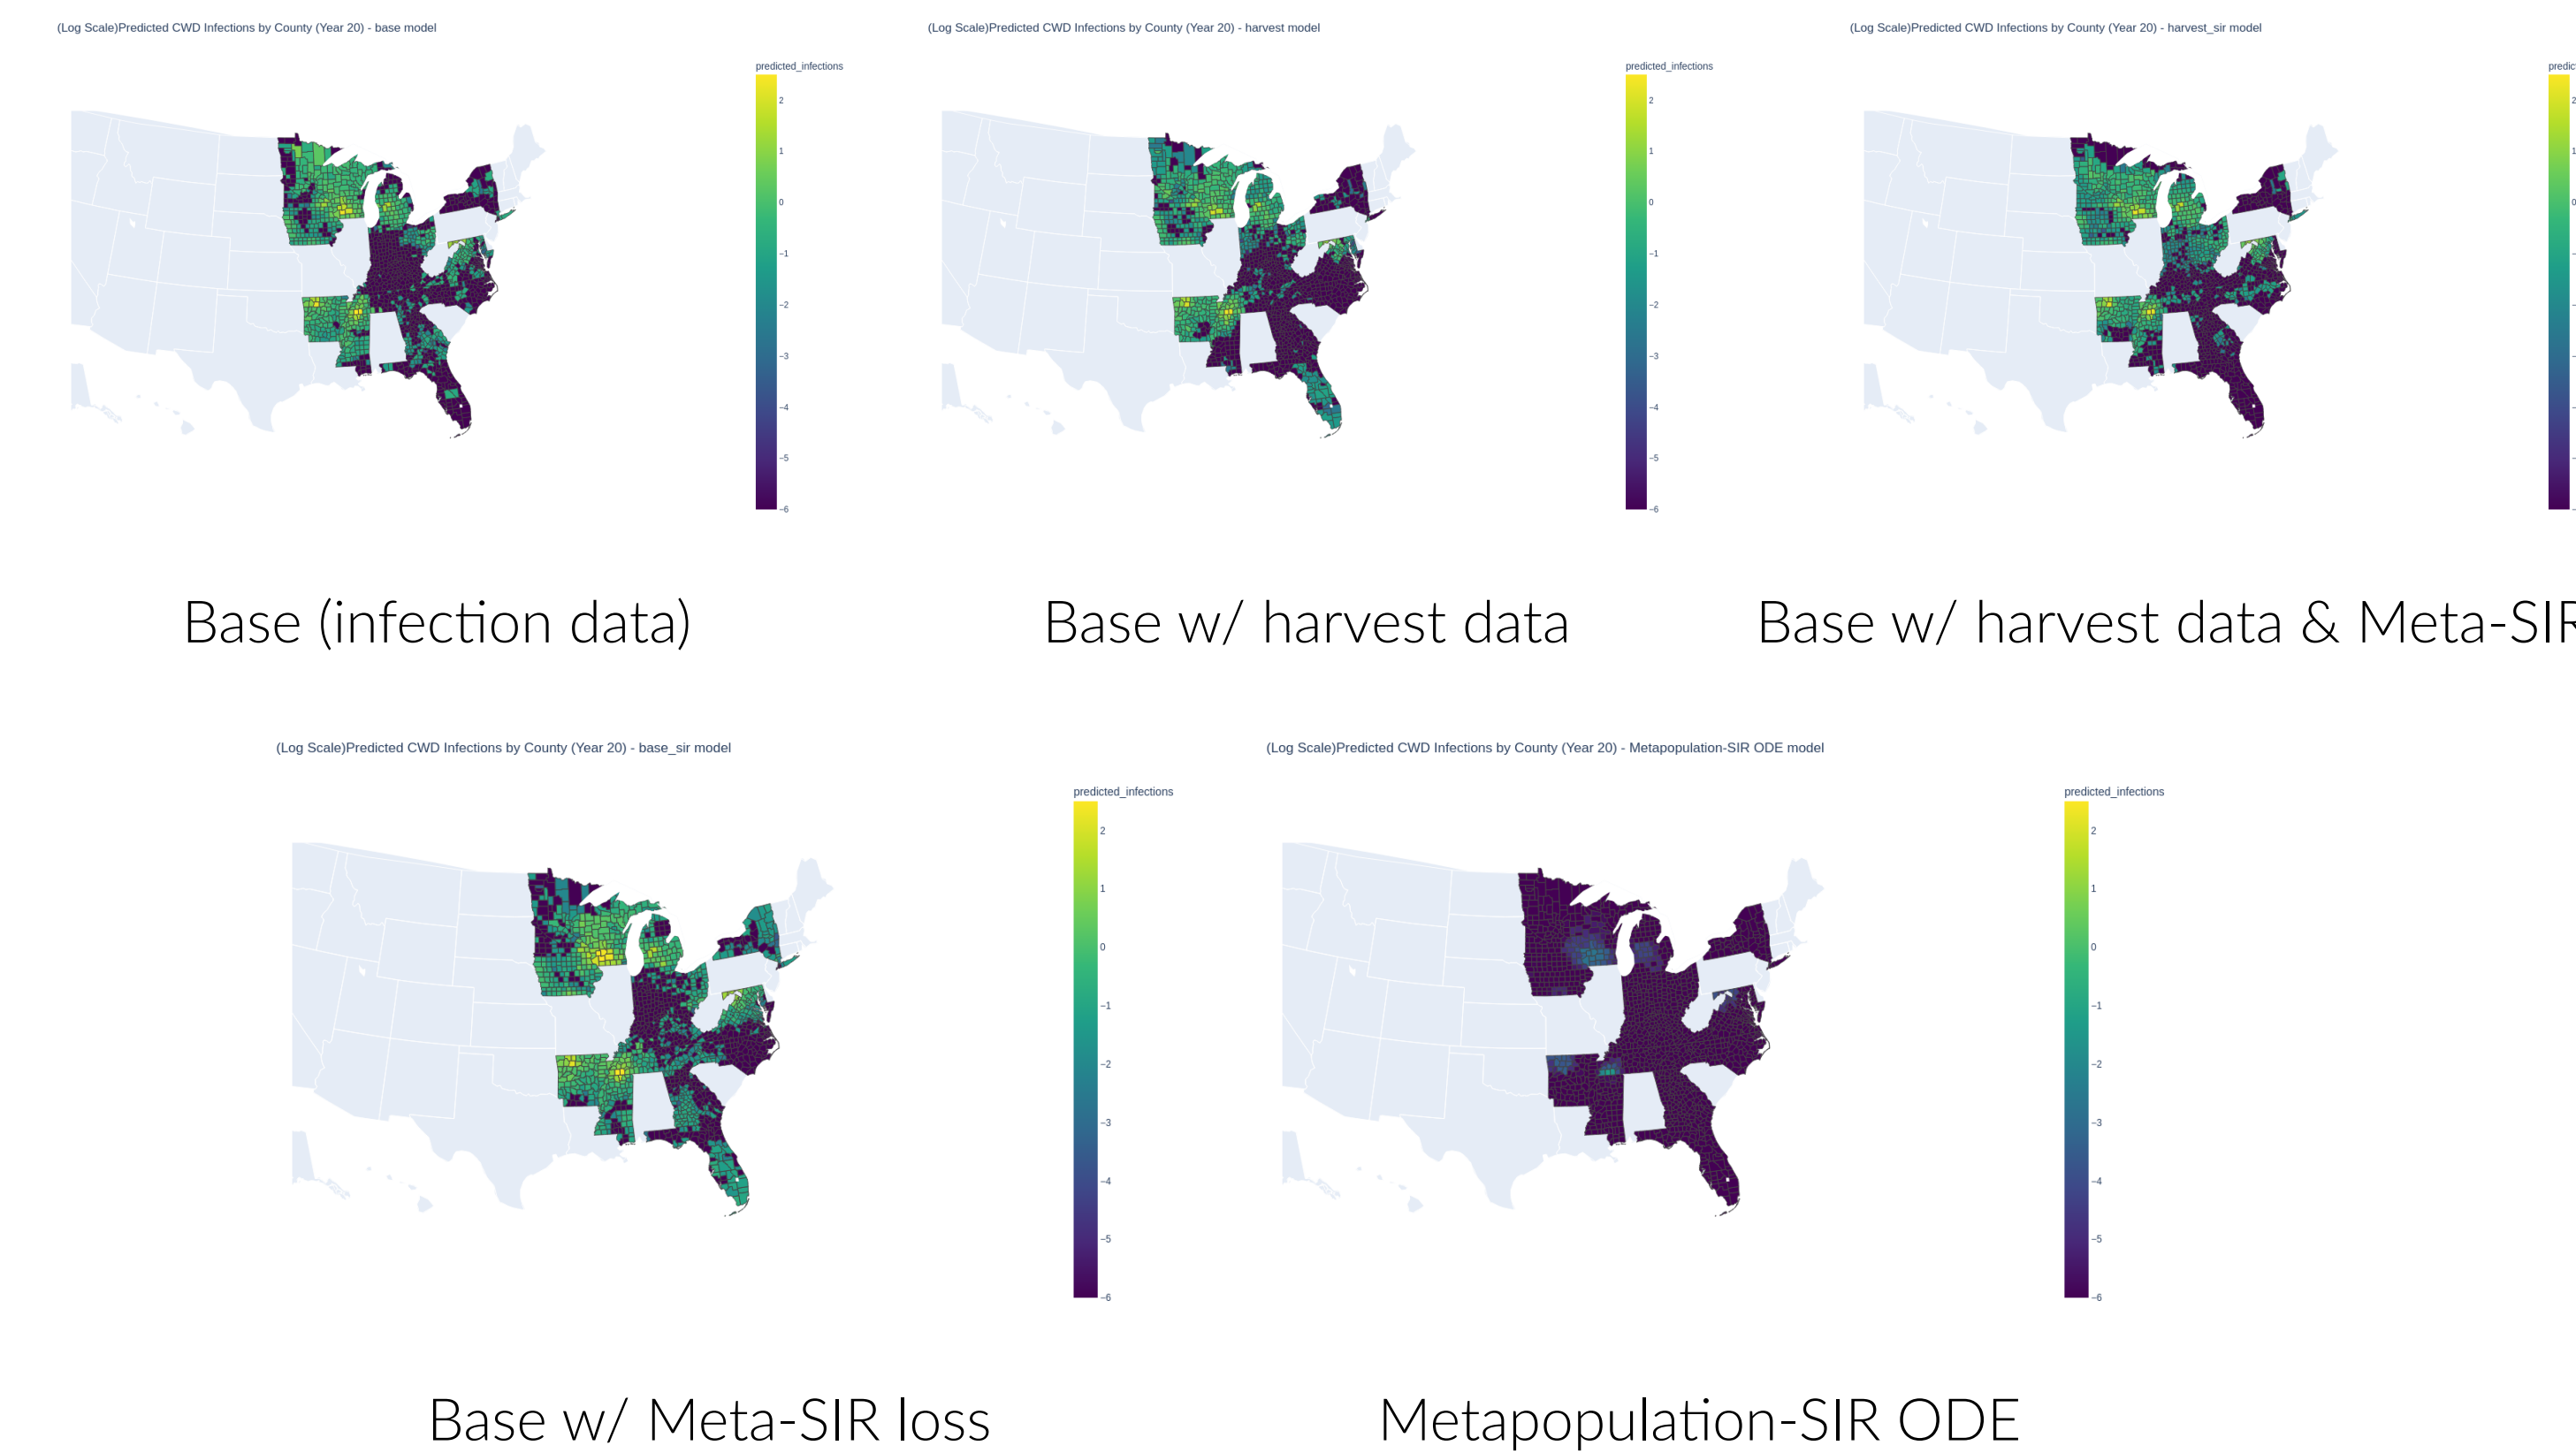 (Log Scale)Predicted CWD Infections by County (Year 20) - base model
predicted_infections
2
1
0
−1
−2
−3
−4
−5
−6
Base (infection data)
(Log Scale)Predicted CWD Infections by County (Year 20) - harvest model
predicted_infections
2
1
0
−1
−2
−3
−4
−5
−6
Base w/ harvest data
(Log Scale)Predicted CWD Infections by County (Year 20) - harvest_sir model
predic
2
1
0
Base w/ harvest data & Meta-SIR
(Log Scale)Predicted CWD Infections by County (Year 20) - base_sir model
predicted_infections
2
1
0
−1
−2
−3
−4
−5
−6
Base w/ Meta-SIR loss
(Log Scale)Predicted CWD Infections by County (Year 20) - Metapopulation-SIR ODE model
predicted_infections
2
1
0
−1
−2
−3
−4
−5
−6
Metapopulation-SIR ODE